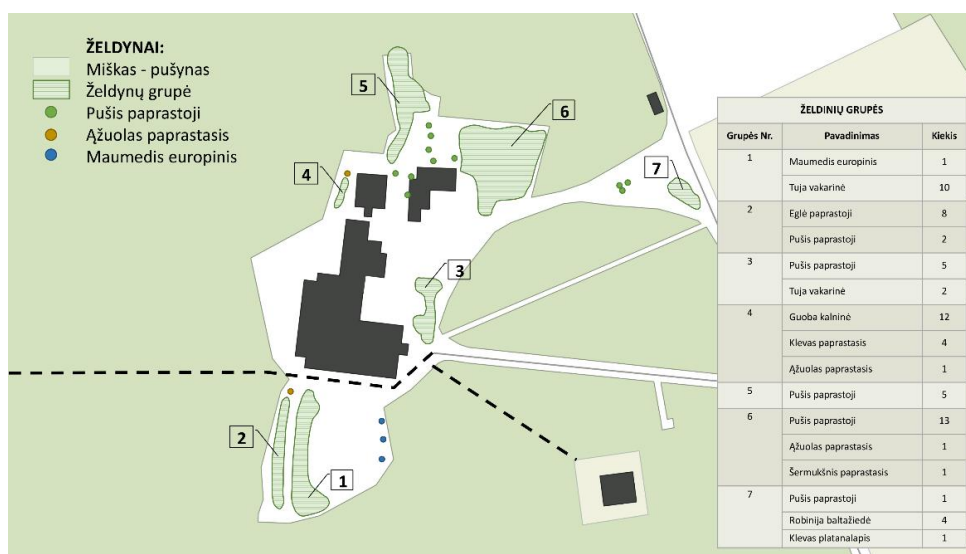 ŽELDYNAI:
Miškas - pušynas
Želdynų grupė
Pušis paprastoji
Ąžuolas paprastasis
Maumedis europinis
5
6
4
7
3
2
1
ŽELDINIŲ GRUPĖS
Grupės Nr. Pavadinimas Kiekis
1 Maumedis europinis 1
Tuja vakarinė 10
2 Eglė paprastoji 8
Pušis paprastoji 2
3 Pušis paprastoji 5
Tuja vakarinė 2
4 Guoba kalninė 12
Klevas paprastasis 4
Ąžuolas paprastasis 1
5 Pušis paprastoji 5
6 Pušis paprastoji 13
Ąžuolas paprastasis 1
Šermukšnis paprastasis 1
7 Pušis paprastoji 1
Robinija baltažiedė 4
Klevas platanalapis 1